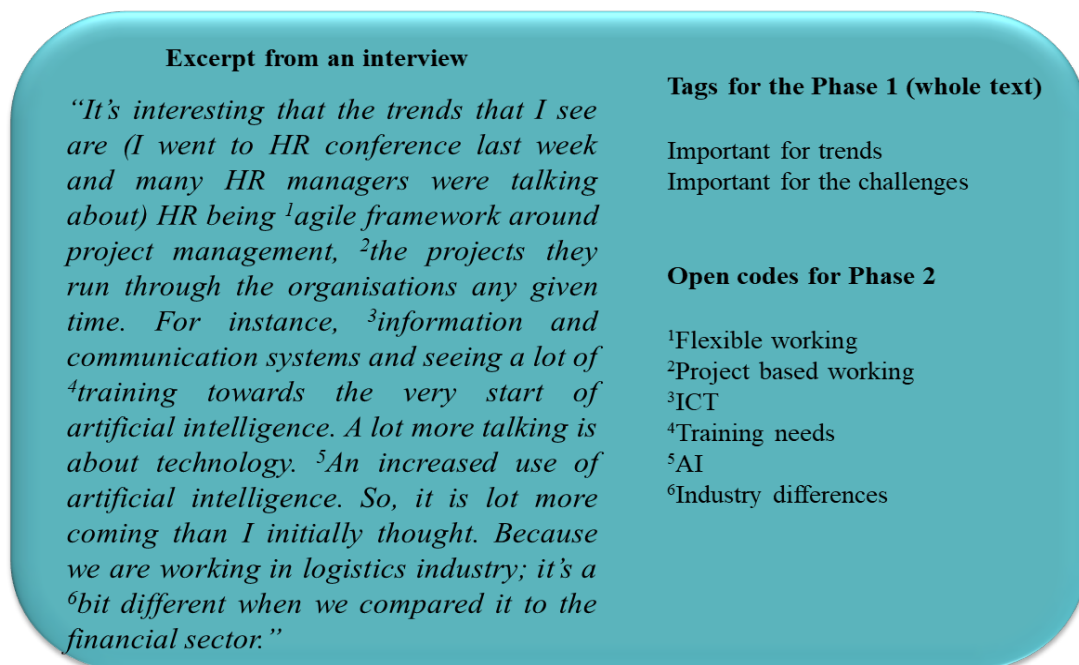 Excerpt from an interview
“It’s interesting that the trends that I see
are (I went to HR conference last week
and many HR managers were talking
about) HR being ¹agile framework around
project management, ²the projects they
run through the organisations any given
time. For instance, ³information and
communication systems and seeing a lot of
⁴training towards the very start of
artificial intelligence. A lot more talking is
about technology. ⁵An increased use of
artificial intelligence. So, it is lot more
coming than I initially thought. Because
we are working in logistics industry; it’s a
⁶bit different when we compared it to the
financial sector.”
Tags for the Phase 1 (whole text)
Important for trends
Important for the challenges
Open codes for Phase 2
¹Flexible working
²Project based working
³ICT
⁴Training needs
⁵AI
⁶Industry differences